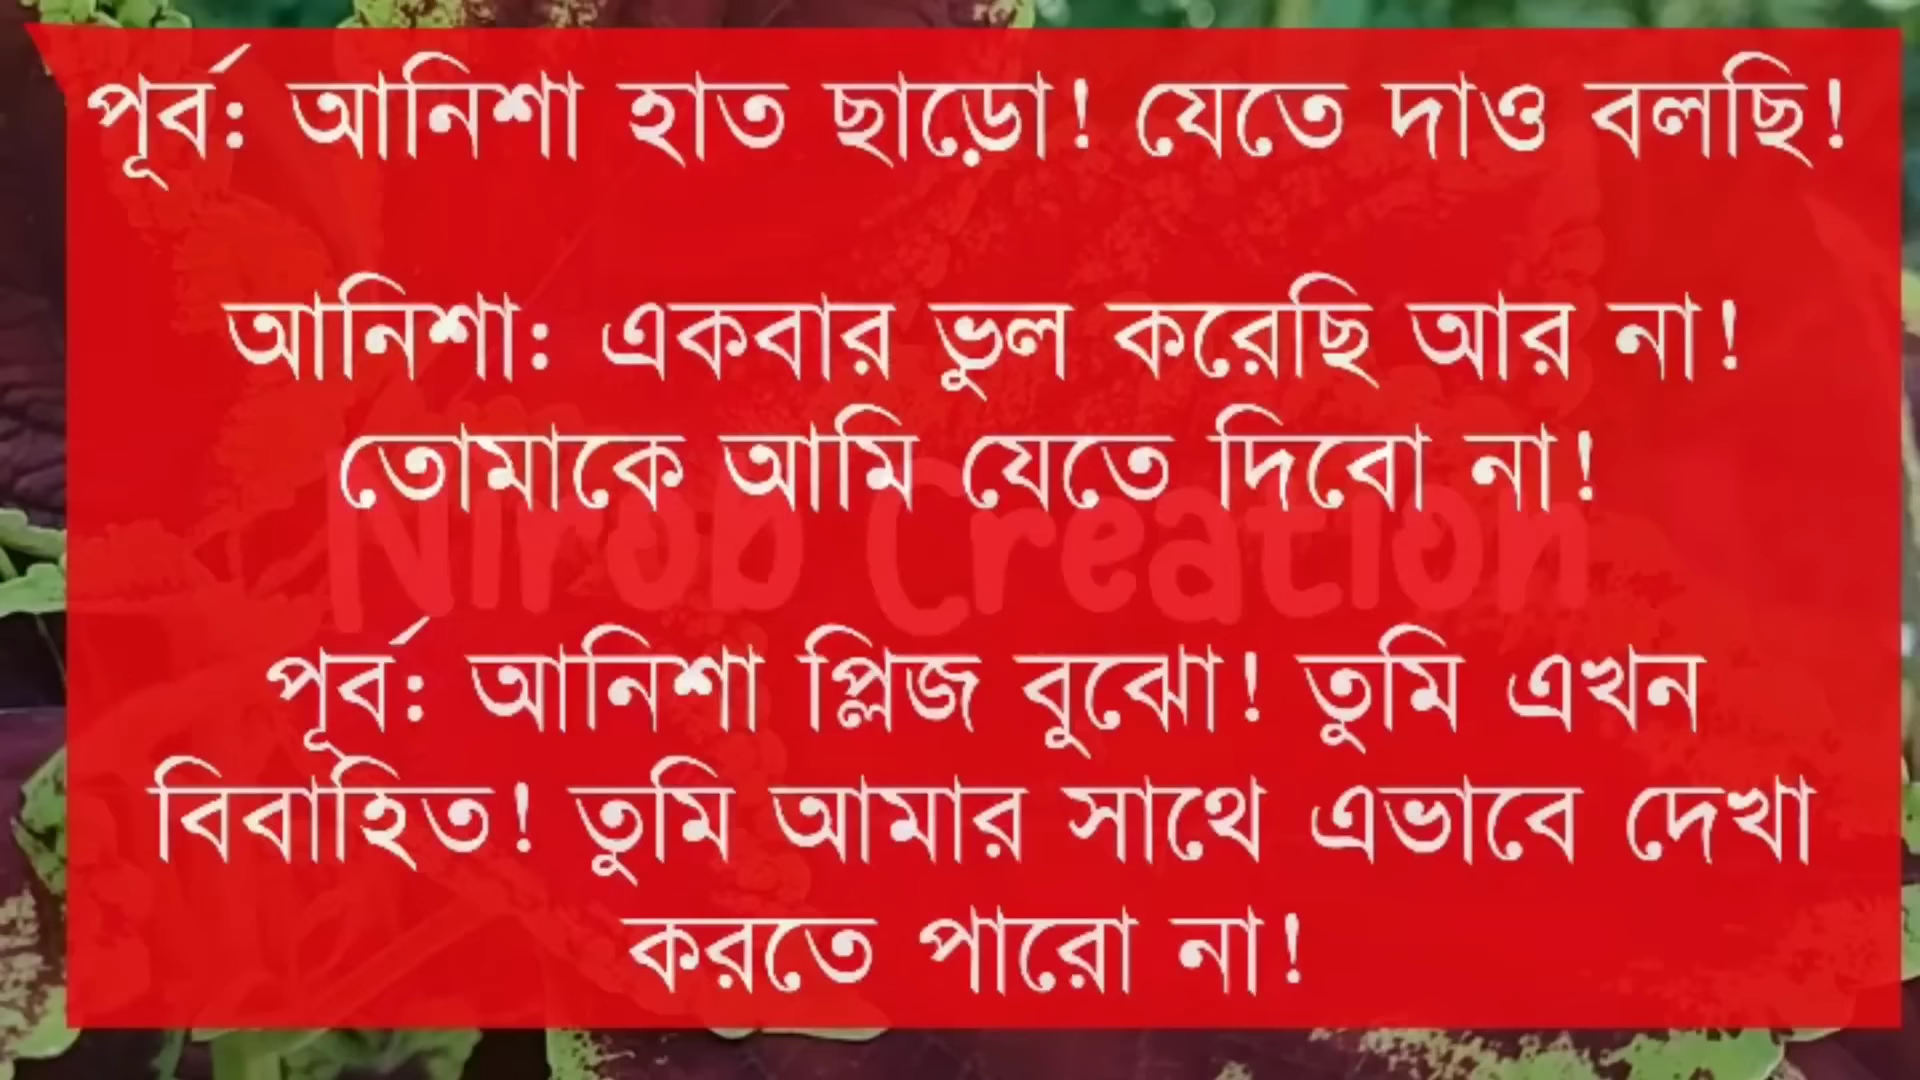 পূর্ব: আনিশা হাত ছাড়ো! যেতে দাও বলছি!
আনিশা: একবার ভুল করেছি আর না!
তোমাকে আমি যেতে দিবো না!
Nirob Creation
পূর্ব: আনিশা প্লিজ বুঝো! তুমি এখন
বিবাহিত! তুমি আমার সাথে এভাবে দেখা
করতে পারো না!